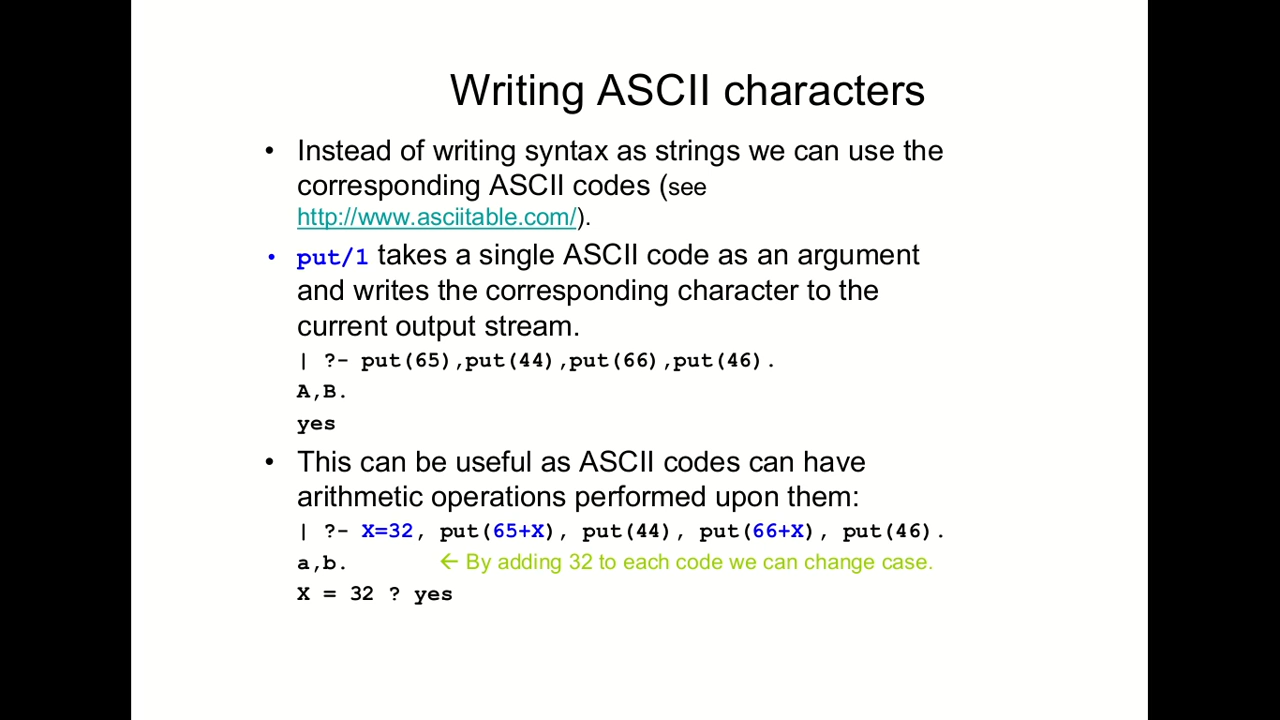 Writing ASCII characters
• Instead of writing syntax as strings we can use the
corresponding ASCII codes (see
http://www.asciitable.com/).
• put/1 takes a single ASCII code as an argument
and writes the corresponding character to the
current output stream.
| ?- put(65),put(44),put(66),put(46).
A,B.
yes
• This can be useful as ASCII codes can have
arithmetic operations performed upon them:
| ?- X=32, put(65+X), put(44), put(66+X), put(46).
a,b. ← By adding 32 to each code we can change case.
X = 32 ? yes